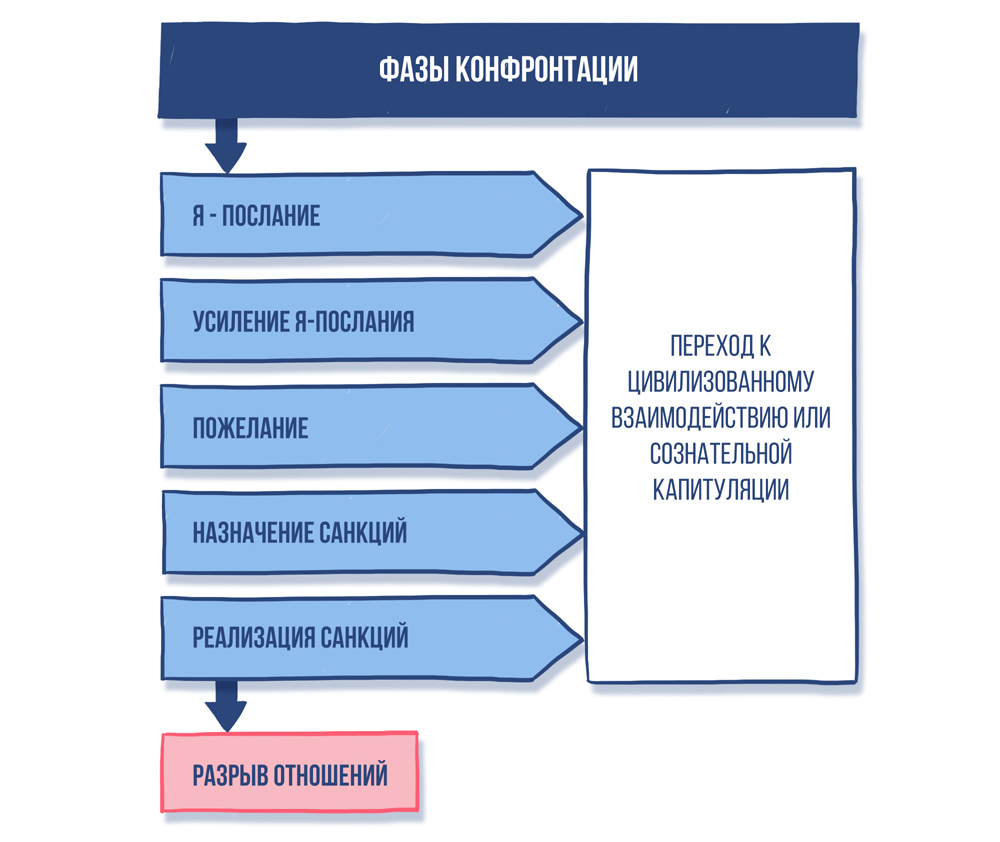 ФАЗЫ КОНФРОНТАЦИИ
Я - ПОСЛАНИЕ
УСИЛЕНИЕ Я-ПОСЛАНИЯ
ПОЖЕЛАНИЕ
НАЗНАЧЕНИЕ САНКЦИЙ
РЕАЛИЗАЦИЯ САНКЦИЙ
ПЕРЕХОД К
ЦИВИЛИЗОВАННОМУ
ВЗАИМОДЕЙСТВИЮ ИЛИ
СОЗНАТЕЛЬНОЙ
КАПИТУЛЯЦИИ
РАЗРЫВ ОТНОШЕНИЙ